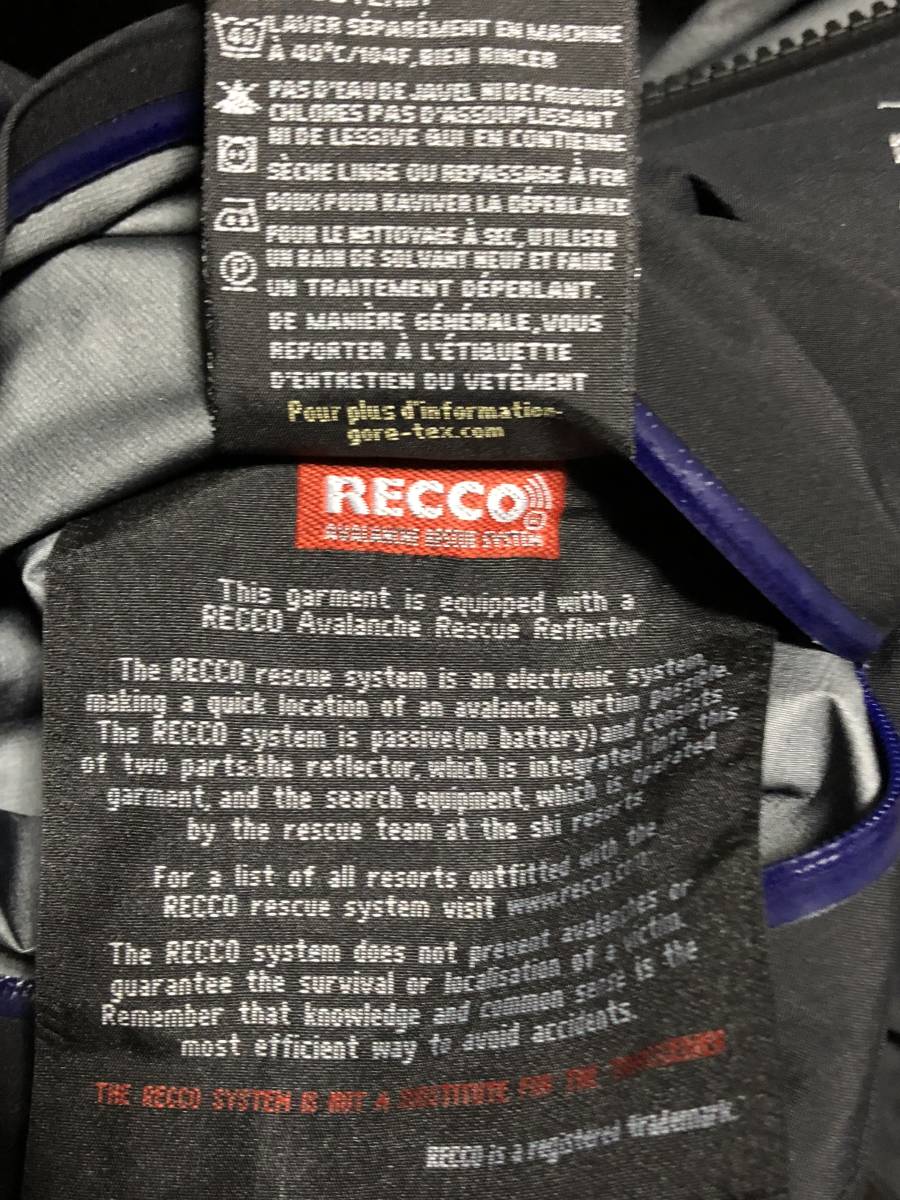 40
LAVER SÉPARÉMENT EN MACHINE
À 40°C/104F, BIEN RINCER
PAS D'EAU DE JAVEL NI DE PRODUITS
CHLORES PAS D'ASSOUPLISSANT
NI DE LESSIVE QUI EN CONTIENNE
SÈCHE LINGE OU REPASSAGE À FER
DOUX POUR RAVIVER LA DÉPERLANCE
POUR LE NETTOYAGE À SEC, UTILISER
UN BAIN DE SOLVANT NEUF ET FAIRE
P
UN TRAITEMENT DÉPERLANT.
DE MANIÈRE GÉNÉRALE, VOUS
REPORTER À L'ÉTIQUETTE
D'ENTRETIEN DU VETÊMENT
Pour plus d'information
gore-tex.com
RECCO
AVALANCHE RESCUE SYSTEM
This garment is equipped with a
RECCO Avalanche Rescue Reflector
The RECCO rescue system is an electronic system,
making a quick location of an avalanche victim possible.
The RECCO system is passive(no battery)and consists
of two parts:the reflector, which is integrated into this
garment, and the search equipment, which is operated
by the rescue team at the ski resorts
For a list of all resorts outfitted with the
RECCO rescue system visit www.recco.com
The RECCO system does not prevent avalanches or
guarantee the survival or localisation of a victim.
Remember that knowledge and common sense is the
most efficient way to avoid accidents.
THE RECCO SYSTEM IS NOT A SUBSTITUTE FOR THE
RECCO is a registered trademark.